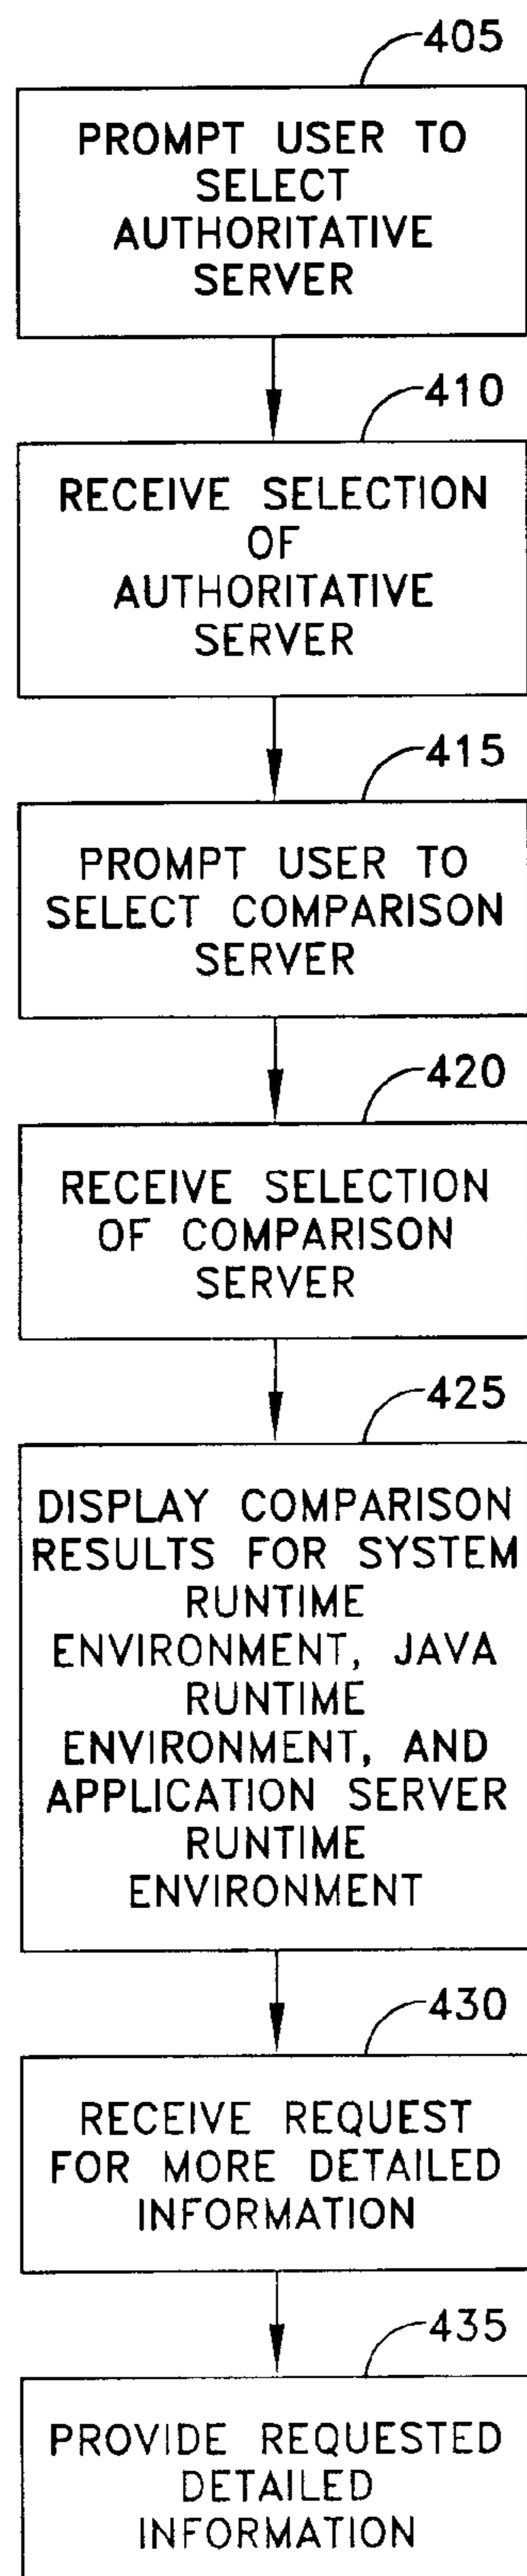 405
PROMPT USER TO
SELECT
AUTHORITATIVE
SERVER
410
RECEIVE SELECTION
OF
AUTHORITATIVE
SERVER
415
PROMPT USER TO
SELECT COMPARISON
SERVER
420
RECEIVE SELECTION
OF COMPARISON
SERVER
425
DISPLAY COMPARISON
RESULTS FOR SYSTEM
RUNTIME
ENVIRONMENT, JAVA
RUNTIME
ENVIRONMENT, AND
APPLICATION SERVER
RUNTIME
ENVIRONMENT
430
RECEIVE REQUEST
FOR MORE DETAILED
INFORMATION
435
PROVIDE REQUESTED
DETAILED
INFORMATION